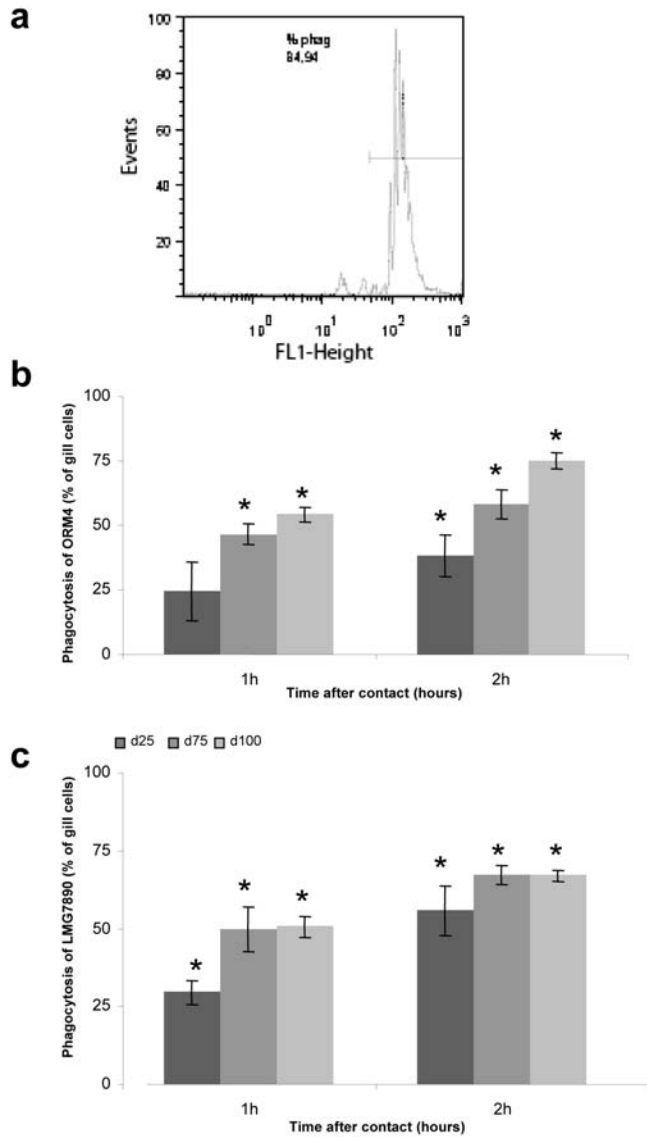 a
100
% phag
84,94
80
60
40
20
Events
10^0 10^1 10^2 10^3
FL1-Height
b
100
75
50
25
0
Phagocytosis of ORM4 (% of gill cells)
* * * * *
1h 2h
Time after contact (hours)
d25 d75 d100
c
100
75
50
25
0
Phagocytosis of LMG7890 (% of gill cells)
* * * * * *
1h 2h
Time after contact (hours)